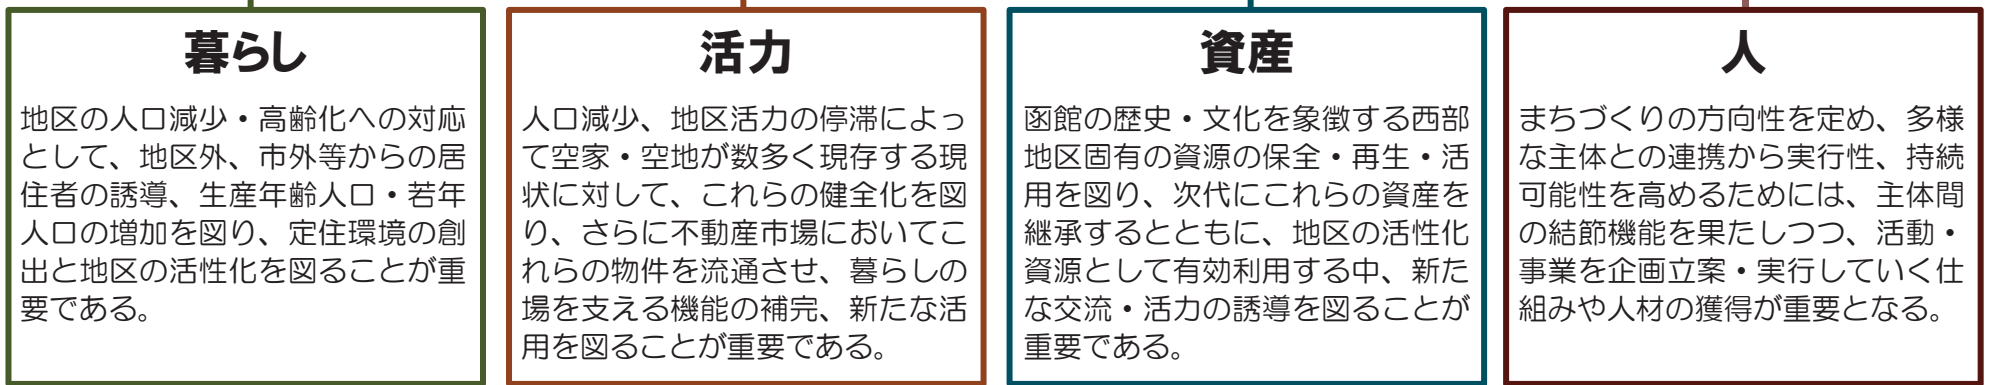 暮らし
地区の人口減少・高齢化への対応
として、地区外、市外等からの居
住者の誘導、生産年齢人口・若年
人口の増加を図り、定住環境の創
出と地区の活性化を図ることが重
要である。
活力
人口減少、地区活力の停滞によっ
て空家・空地が数多く現存する現
状に対して、これらの健全化を図
り、さらに不動産市場においてこ
れらの物件を流通させ、暮らしの
場を支える機能の補完、新たな活
用を図ることが重要である。
資産
函館の歴史・文化を象徴する西部
地区固有の資源の保全・再生・活
用を図り、次代にこれらの資産を
継承するとともに、地区の活性化
資源として有効利用する中、新た
な交流・活力の誘導を図ることが
重要である。
人
まちづくりの方向性を定め、多様
な主体との連携から実行性、持続
可能性を高めるためには、主体間
の結節機能を果たしつつ、活動・
事業を企画立案・実行していく仕
組みや人材の獲得が重要となる。